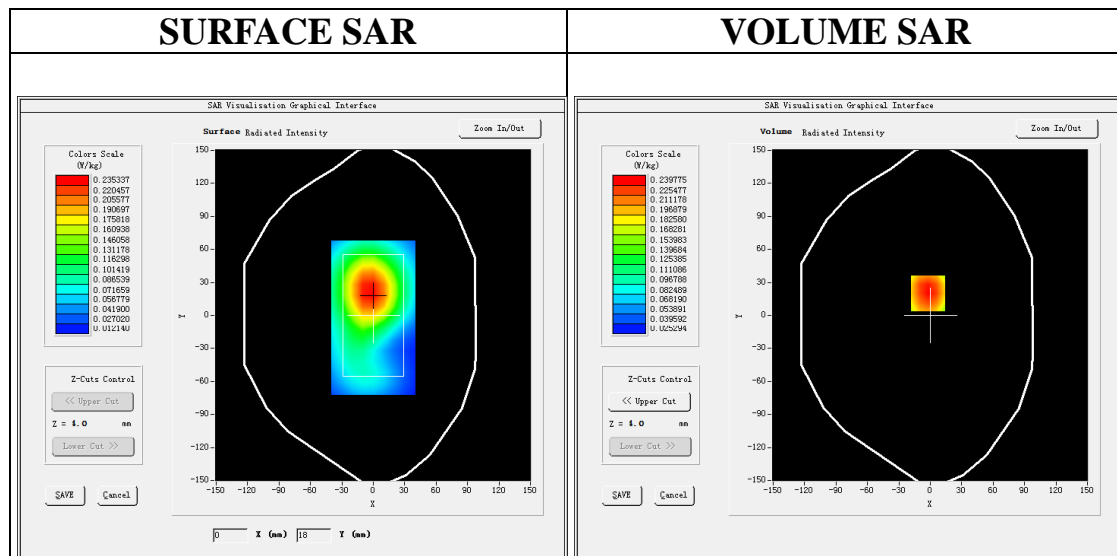 SURFACE SAR
VOLUME SAR
SAR Visualisation Graphical Interface
Surface Radiated Intensity
Zoom In/Out
Colors Scale
(W/kg)
0.235337
0.220457
0.205577
0.190697
0.175818
0.160938
0.146058
0.131178
0.116298
0.101419
0.086539
0.071659
0.056779
0.041900
0.027020
0.012140
150
120
90
60
30
0
-30
-60
-90
-120
-150
Y
-150 -120 -90 -60 -30 0 30 60 90 120 150
X
Z-Cuts Control
<< Upper Cut
Z = 4.0 mm
Lower Cut >>
SAVE Cancel
0 X (mm) 18 Y (mm)
SAR Visualisation Graphical Interface
Volume Radiated Intensity
Zoom In/Out
Colors Scale
(W/kg)
0.239775
0.225477
0.211178
0.196879
0.182580
0.168281
0.153983
0.139684
0.125385
0.111086
0.096788
0.082489
0.068190
0.053891
0.039592
0.025294
150
120
90
60
30
0
-30
-60
-90
-120
-150
Y
-150 -120 -90 -60 -30 0 30 60 90 120 150
X
Z-Cuts Control
<< Upper Cut
Z = 4.0 mm
Lower Cut >>
SAVE Cancel